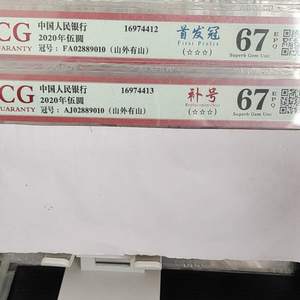 CG
UARANTY
中国人民银行 16974412
2020年伍圆
冠号：FA02889010（山外有山）
首发冠
First Prefix
(☆☆☆)
67 EPQ
Superb Gem Unc
CG
UARANTY
中国人民银行 16974413
2020年伍圆
冠号：AJ02889010（山外有山）
补号
Replacement
(☆☆☆)
67 EPQ
Superb Gem Unc